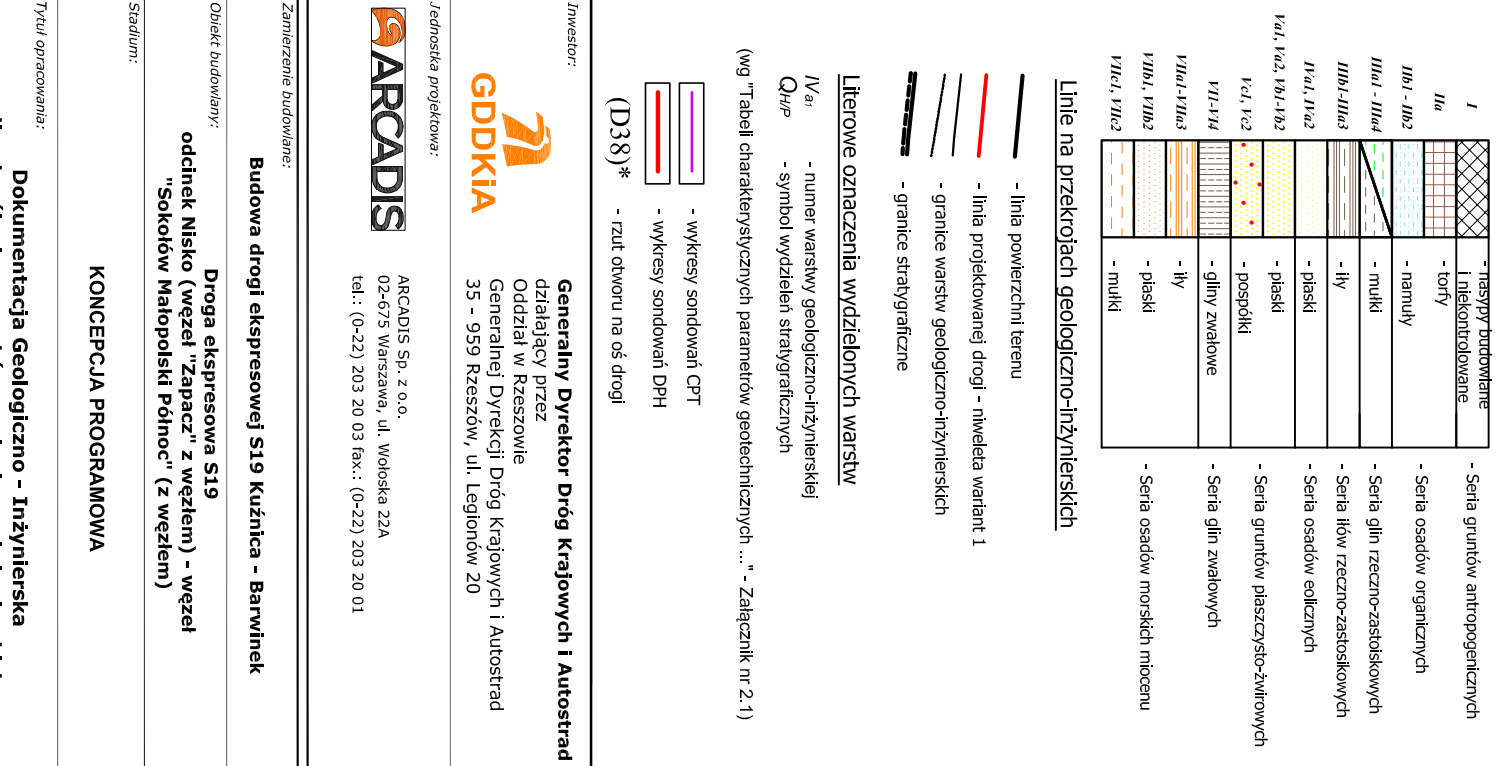 I
- nasypy budowlane
i niekontrolowane
- Seria gruntów antropogenicznych
IIa
- torfy
IIb1 - IIb2
- namuły
- Seria osadów organicznych
IIIa1 - IIIa4
- mułki
- Seria glin rzeczno-zastoiskowych
IIIb1-IIIa3
- iły
- Seria iłów rzeczno-zastosikowych
IVa1, IVa2
- piaski
- Seria osadów eolicznych
Va1, Va2, Vb1-Vb2
- piaski
Vc1, Vc2
- pospółki
- Seria gruntów piaszczysto-żwirowych
VI1-VI4
- gliny zwałowe
- Seria glin zwałowych
VIIa1-VIIa3
- iły
VIIb1, VIIb2
- piaski
- Seria osadów morskich miocenu
VIIc1, VIIc2
- mułki
Linie na przekrojach geologiczno-inżynierskich
- linia powierzchni terenu
- linia projektowanej drogi - niweleta wariant 1
- granice warstw geologiczno-inżynierskich
- granice stratygraficzne
Literowe oznaczenia wydzielonych warstw
IVa1 - numer warstwy geologiczno-inżynierskiej
QH/P - symbol wydzieleń stratygraficznych
(wg "Tabeli charakterystycznych parametrów geotechnicznych ..." - Załącznik nr 2.1)
- wykresy sondowań CPT
- wykresy sondowań DPH
(D38)* - rzut otworu na oś drogi
Inwestor:
GDDKiA
Generalny Dyrektor Dróg Krajowych i Autostrad
działający przez
Oddział w Rzeszowie
Generalnej Dyrekcji Dróg Krajowych i Autostrad
35 - 959 Rzeszów, ul. Legionów 20
Jednostka projektowa:
ARCADIS
ARCADIS Sp. z o.o.
02-675 Warszawa, ul. Wołoska 22A
tel.: (0-22) 203 20 03 fax.: (0-22) 203 20 01
Zamierzenie budowlane:
Budowa drogi ekspresowej S19 Kuźnica - Barwinek
Obiekt budowlany:
Droga ekspresowa S19
odcinek Nisko (węzeł "Zapacz" z węzłem) - węzeł
"Sokołów Małopolski Północ" (z węzłem)
Stadium:
KONCEPCJA PROGRAMOWA
Tytuł opracowania:
Dokumentacja Geologiczno - Inżynierska